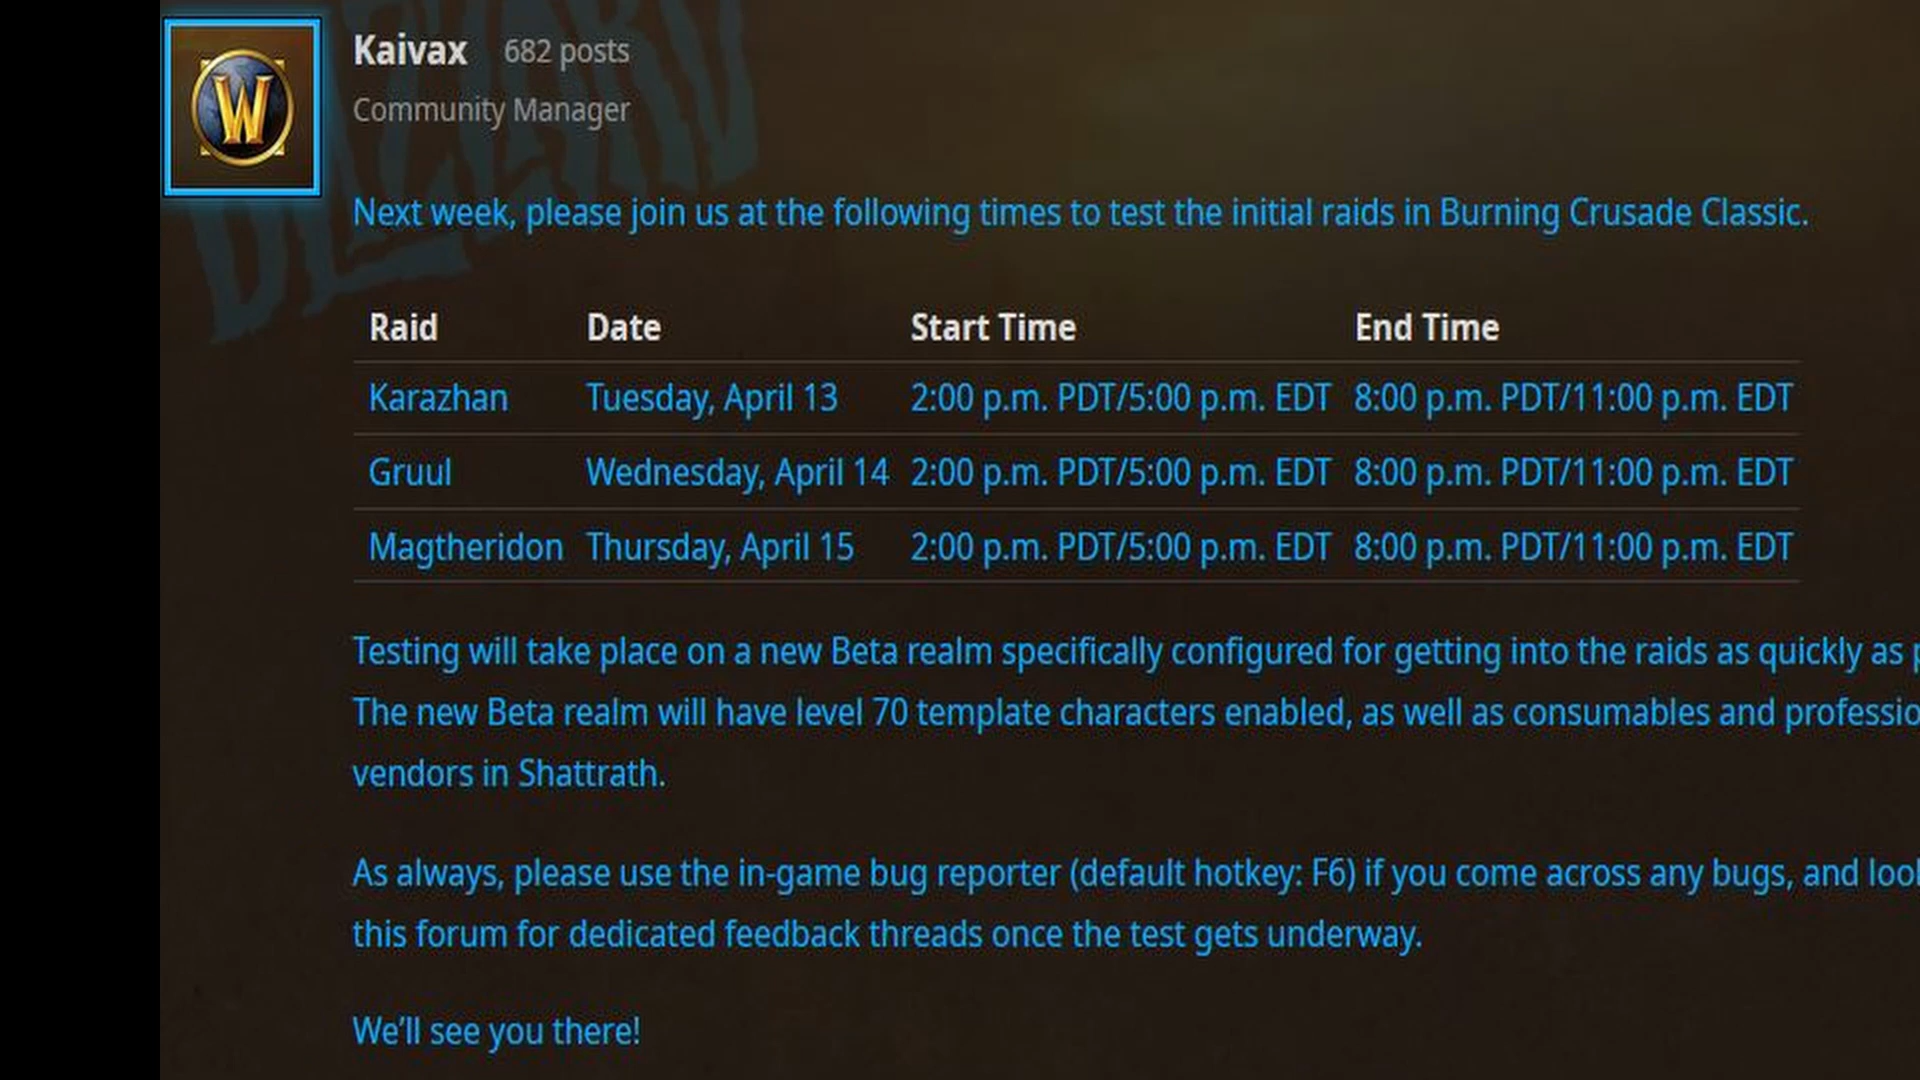 Kaivax 682 posts
Community Manager
BLIZZARD
Next week, please join us at the following times to test the initial raids in Burning Crusade Classic.
Raid Date Start Time End Time
Karazhan Tuesday, April 13 2:00 p.m. PDT/5:00 p.m. EDT 8:00 p.m. PDT/11:00 p.m. EDT
Gruul Wednesday, April 14 2:00 p.m. PDT/5:00 p.m. EDT 8:00 p.m. PDT/11:00 p.m. EDT
Magtheridon Thursday, April 15 2:00 p.m. PDT/5:00 p.m. EDT 8:00 p.m. PDT/11:00 p.m. EDT
Testing will take place on a new Beta realm specifically configured for getting into the raids as quickly as
The new Beta realm will have level 70 template characters enabled, as well as consumables and professio
vendors in Shattrath.
As always, please use the in-game bug reporter (default hotkey: F6) if you come across any bugs, and loo
this forum for dedicated feedback threads once the test gets underway.
We’ll see you there!